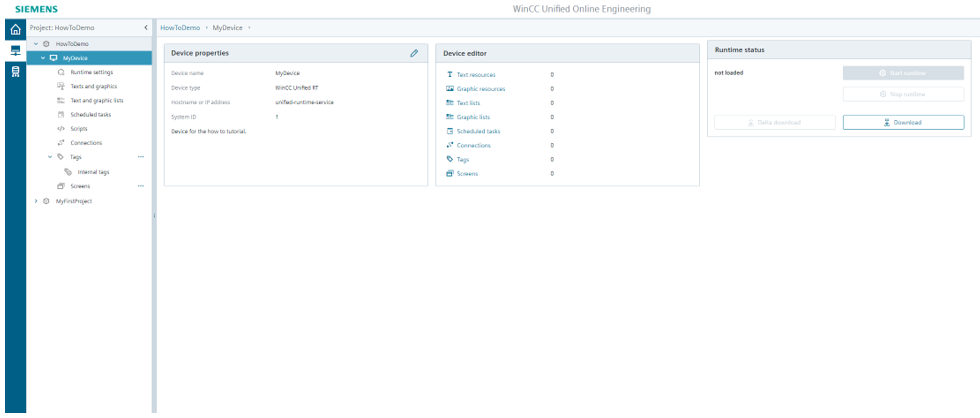 SIEMENS
WinCC Unified Online Engineering
Project: HowToDemo
HowToDemo
MyDevice
Runtime settings
Texts and graphics
Text and graphic lists
Scheduled tasks
Scripts
Connections
Tags
Internal tags
Screens
MyFirstProject
HowToDemo › MyDevice ›
Device properties
Device name MyDevice
Device type WinCC Unified RT
Hostname or IP address unified-runtime-service
System ID 1
Device for the how to tutorial.
Device editor
Text resources 0
Graphic resources 0
Text lists 0
Graphic lists 0
Scheduled tasks 0
Connections 0
Tags 0
Screens 0
Runtime status
not loaded
Start runtime
Stop runtime
Delta download
Download